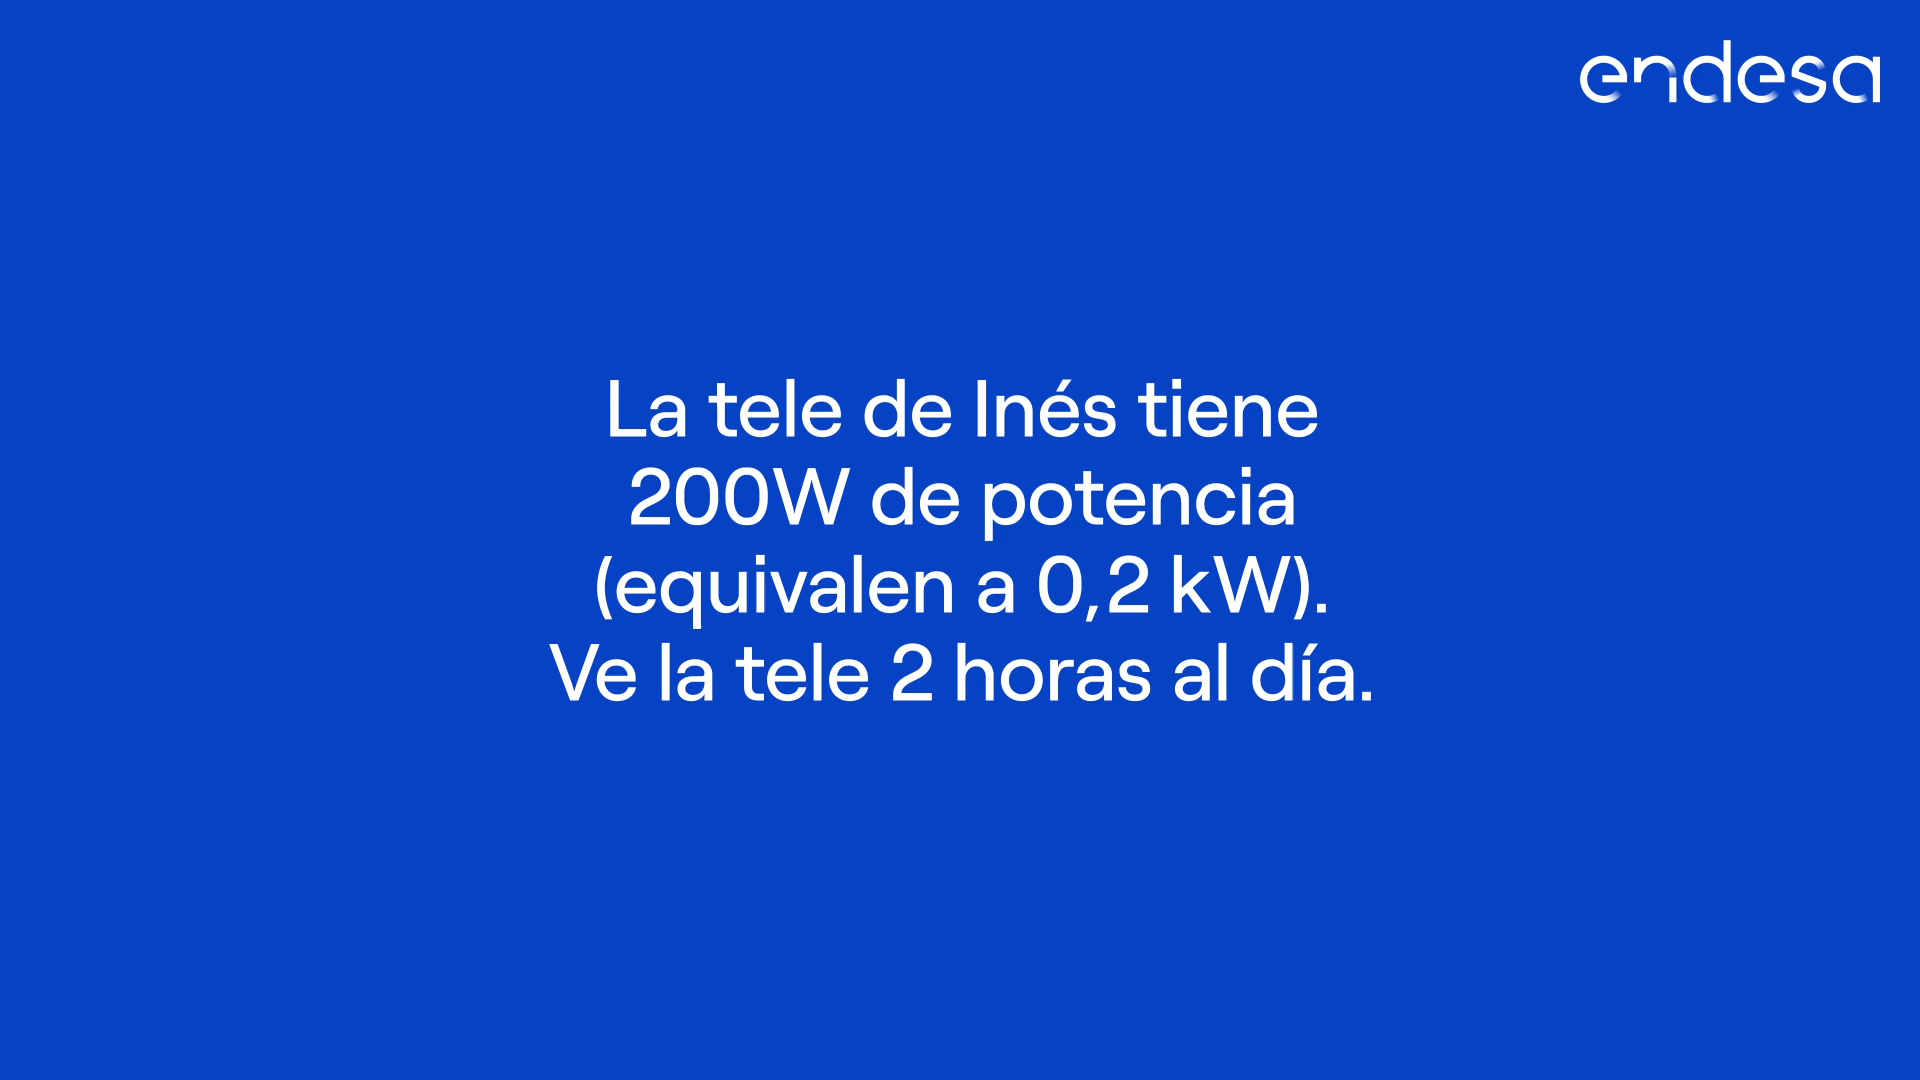 endesa
La tele de Inés tiene
200W de potencia
(equivalen a 0,2 kW).
Ve la tele 2 horas al día.